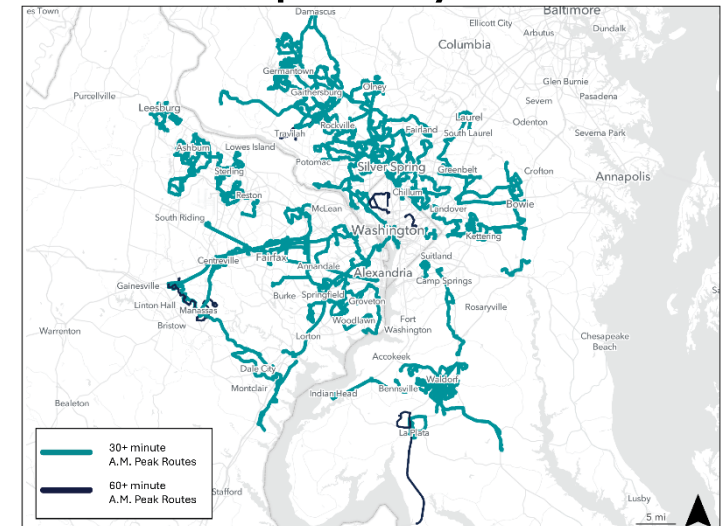 es Town
Damascus
Baltimore
Ellicott City
Arbutus
Dundalk
Columbia
Germantown
Gaithersburg
Olney
Glen Burnie
Purcellville
Severn
Pasadena
Leesburg
Laurel
Odenton
Rockville
Fairland
South Laurel
Severna Park
Travilah
Ashburn
Lowes Island
Potomac
Silver Spring
Sterling
Greenbelt
Crofton
Annapolis
Reston
Chillum
McLean
Landover
Bowie
South Riding
Washington
Kettering
Fairfax
Suitland
Centreville
Annandale
Alexandria
Camp Springs
Gainesville
Burke
Springfield
Groveton
Linton Hall
Manassas
Rosaryville
Woodlawn
Fort
Washington
Bristow
Warronton
Lorton
Chesapeake
Beach
Accokeek
Dale City
Waldorf
Montclair
Indian Head
Bennsville
Bealeton
La Plata
30+ minute
A.M. Peak Routes
60+ minute
A.M. Peak Routes
Stafford
Lusby
5 mi